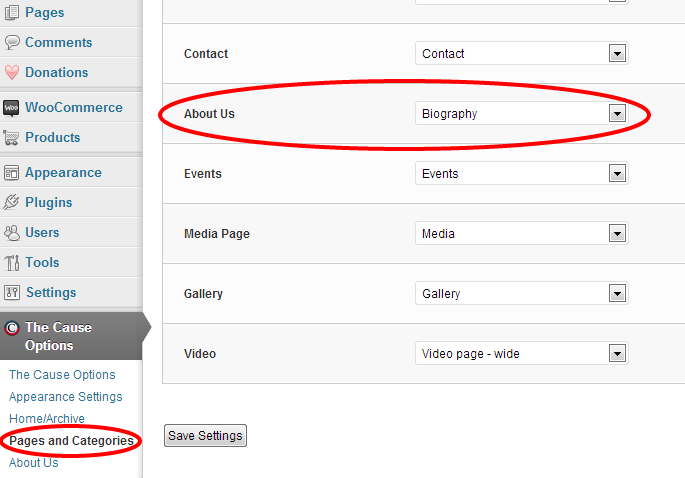 Pages
Comments
Donations
WooCommerce
Products
Appearance
Plugins
Users
Tools
Settings
The Cause
Options
The Cause Options
Appearance Settings
Home/Archive
Pages and Categories
About Us
Contact Contact
About Us Biography
Events Events
Media Page Media
Gallery Gallery
Video Video page - wide
Save Settings